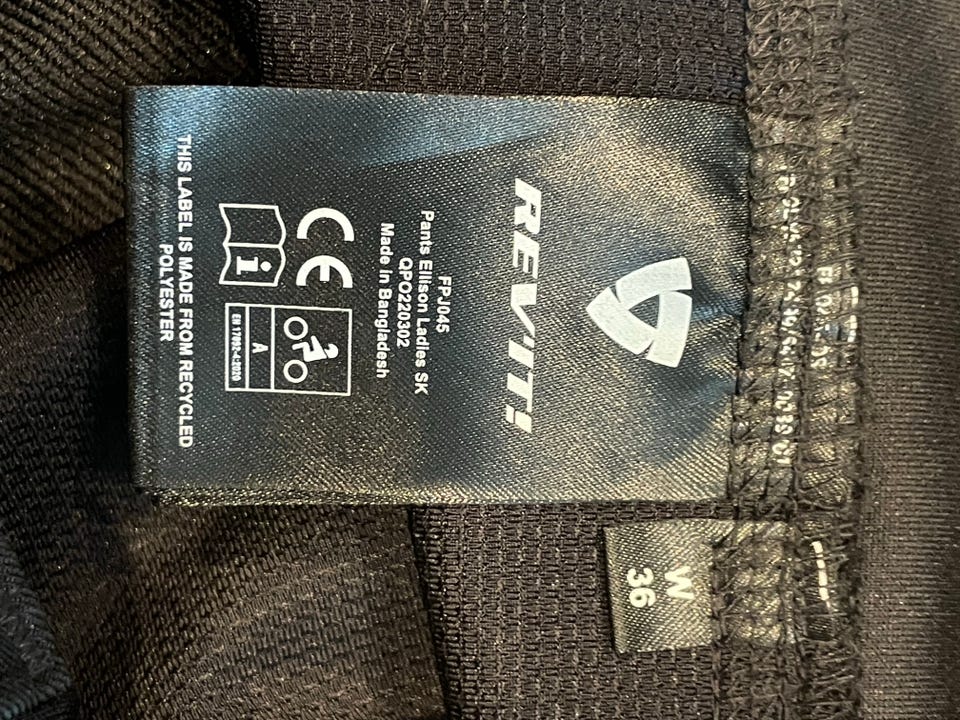 REV'IT!
FPJ045
Pants Ellison Ladies SK
QPO220302
Made in Bangladesh
CE
i
EN 17092-4:2020
A
THIS LABEL IS MADE FROM RECYCLED
POLYESTER
W
36